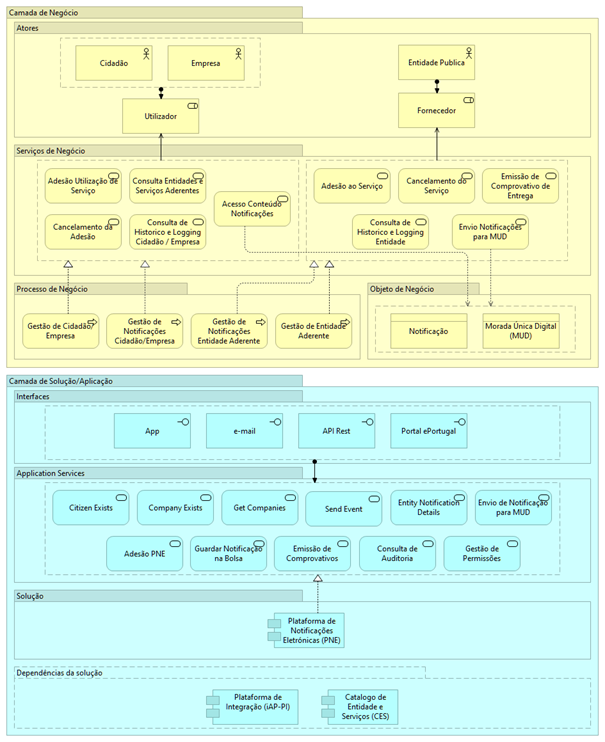 Camada de Negócio
Atores
Cidadão
Empresa
Entidade Publica
Utilizador
Fornecedor
Serviços de Negócio
Adesão Utilização de
Serviço
Consulta Entidades e
Serviços Aderentes
Acesso Conteúdo
Notificações
Cancelamento da
Adesão
Consulta de
Historico e Logging
Cidadão / Empresa
Adesão ao Serviço
Cancelamento do
Serviço
Emissão de
Comprovativo de
Entrega
Consulta de
Historico e Logging
Entidade
Envio Notificações
para MUD
Processo de Negócio
Gestão de Cidadão/
Empresa
Gestão de
Notificações
Cidadão/Empresa
Gestão de
Notificações
Entidade Aderente
Gestão de Entidade
Aderente
Objeto de Negócio
Notificação
Morada Única Digital
(MUD)
Camada de Solução/Aplicação
Interfaces
App
e-mail
API Rest
Portal ePortugal
Application Services
Citizen Exists
Company Exists
Get Companies
Send Event
Entity Notification
Details
Envio de Notificação
para MUD
Adesão PNE
Guardar Notificação
na Bolsa
Emissão de
Comprovativos
Consulta de
Auditoria
Gestão de
Permissões
Solução
Plataforma de
Notificações
Eletrónicas (PNE)
Dependências da solução
Plataforma de
Integração (iAP-PI)
Catalogo de
Entidade e
Serviços (CES)